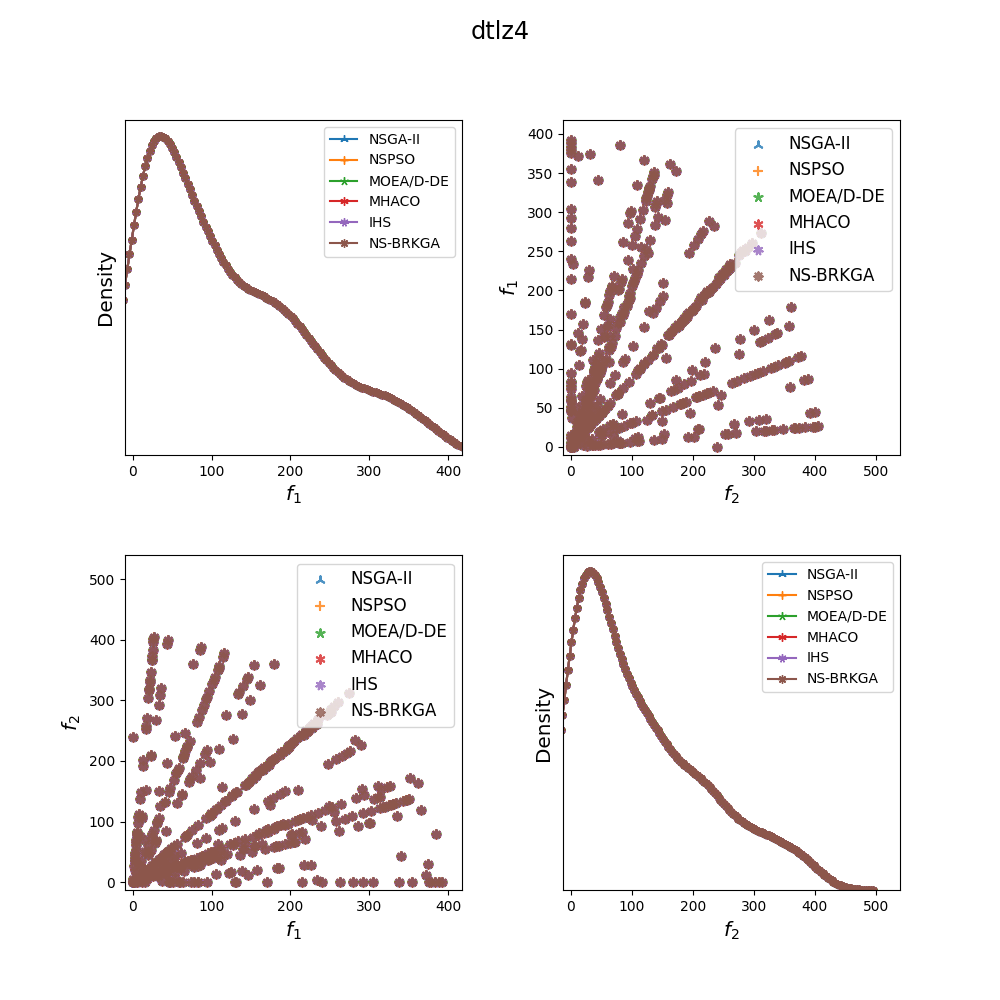 dtlz4
Density
NSGA-II
NSPSO
MOEA/D-DE
MHACO
IHS
NS-BRKGA
0 100 200 300 400
f1
f1
400
350
300
250
200
150
100
50
0
NSGA-II
NSPSO
MOEA/D-DE
MHACO
IHS
NS-BRKGA
0 100 200 300 400 500
f2
f2
500
400
300
200
100
0
NSGA-II
NSPSO
MOEA/D-DE
MHACO
IHS
NS-BRKGA
0 100 200 300 400
f1
Density
NSGA-II
NSPSO
MOEA/D-DE
MHACO
IHS
NS-BRKGA
0 100 200 300 400 500
f2